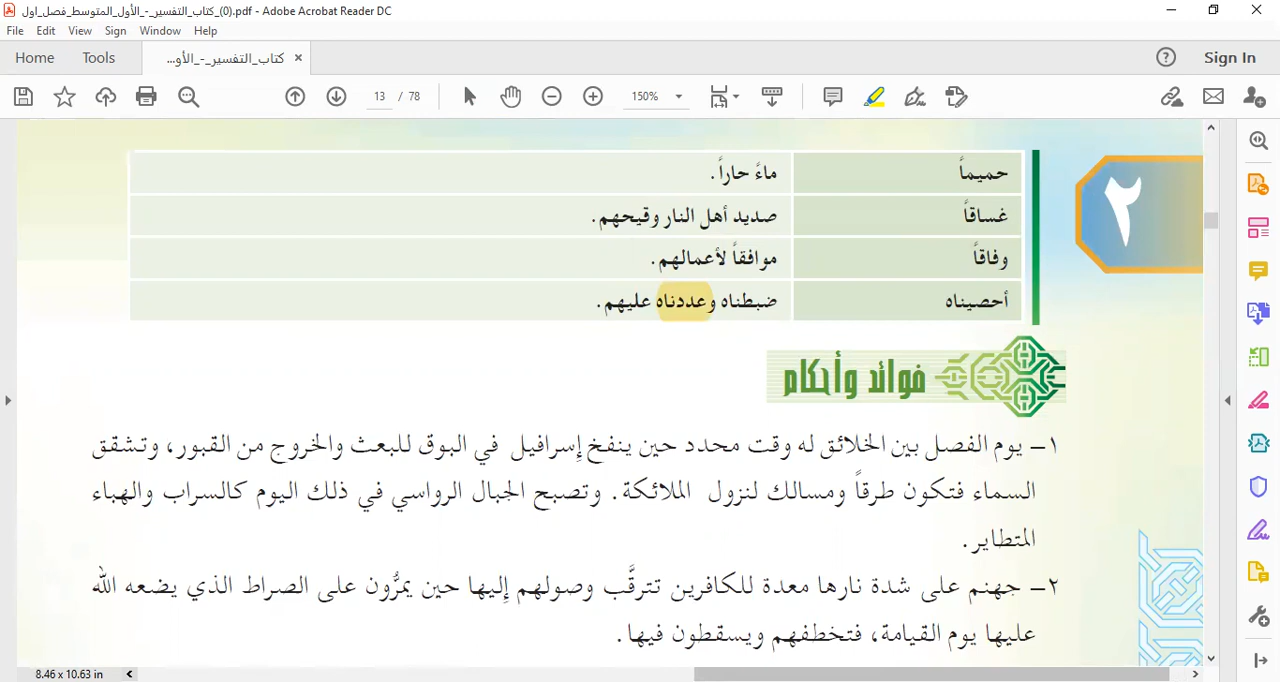 كتاب_التفسير_-_الأول_المتوسط_فصل_اول_(0).pdf - Adobe Acrobat Reader DC
File Edit View Sign Window Help
Home Tools كتاب_التفسير_-_الأو... ×
13 / 78 150% Sign In
٢
حميماً ماءً حاراً.
غساقاً صديد أهل النار وقيحهم.
وفاقاً موافقاً لأعمالهم.
أحصيناه ضبطناه وعددناه عليهم.
فوائد وأحكام
١- يوم الفصل بين الخلائق له وقت محدد حين ينفخ إسرافيل في البوق للبعث والخروج من القبور، وتشقق
السماء فتكون طرقاً ومسالك لنزول الملائكة. وتصبح الجبال الرواسي في ذلك اليوم كالسراب والهباء
المتطاير.
٢- جهنم على شدة نارها معدة للكافرين تترقَّب وصولهم إليها حين يمرُّون على الصراط الذي يضعه الله
عليها يوم القيامة، فتخطفهم ويسقطون فيها.
8.46 x 10.63 in